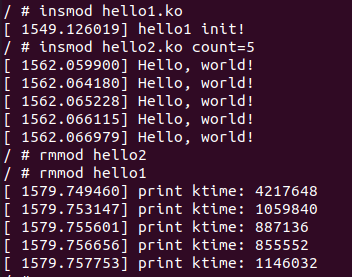 / # insmod hello1.ko
[ 1549.126019] hello1 init!
/ # insmod hello2.ko count=5
[ 1562.059900] Hello, world!
[ 1562.064180] Hello, world!
[ 1562.065228] Hello, world!
[ 1562.066115] Hello, world!
[ 1562.066979] Hello, world!
/ # rmmod hello2
/ # rmmod hello1
[ 1579.749460] print ktime: 4217648
[ 1579.753147] print ktime: 1059840
[ 1579.755601] print ktime: 887136
[ 1579.756656] print ktime: 855552
[ 1579.757753] print ktime: 1146032